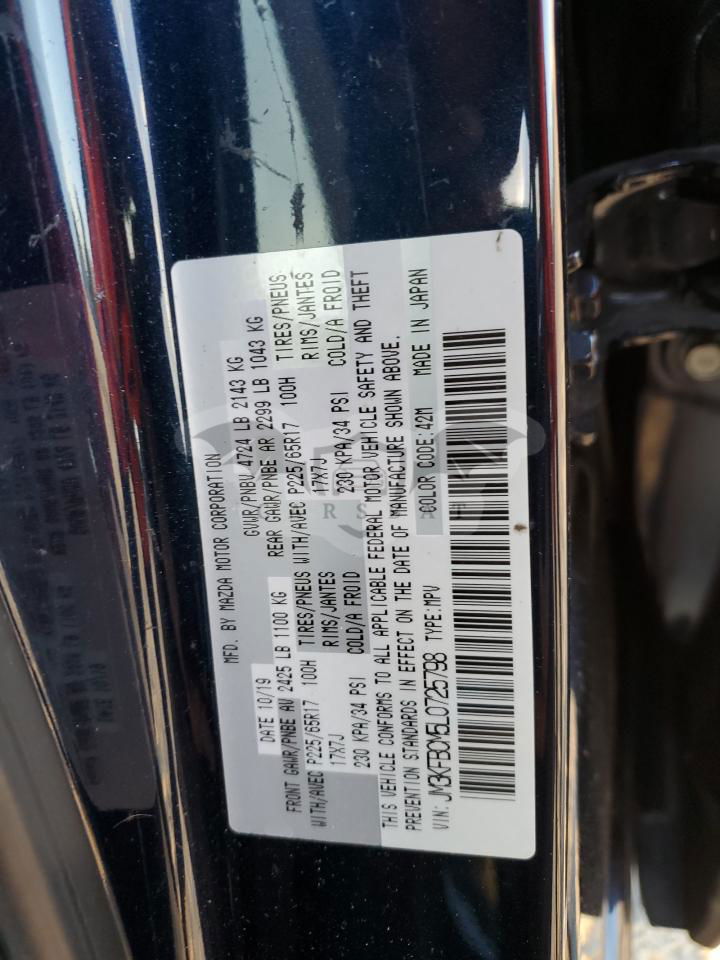 MFD. BY MAZDA MOTOR CORPORATION
DATE 10/19 GVWR/PNBV 4724 LB 2143 KG
FRONT GAWR/PNBE AV 2425 LB 1100 KG REAR GAWR/PNBE AR 2299 LB 1043 KG
WITH/AVEC P225/65R17 100H TIRES/PNEUS WITH/AVEC P225/65R17 100H TIRES/PNEUS
17X7J RIMS/JANTES 17X7J RIMS/JANTES
230 KPA/34 PSI COLD/A FROID 230 KPA/34 PSI COLD/A FROID
THIS VEHICLE CONFORMS TO ALL APPLICABLE FEDERAL MOTOR VEHICLE SAFETY AND THEFT
PREVENTION STANDARDS IN EFFECT ON THE DATE OF MANUFACTURE SHOWN ABOVE.
VIN: JM3KFBCM5L0725798 TYPE:MPV COLOR CODE:42M MADE IN JAPAN